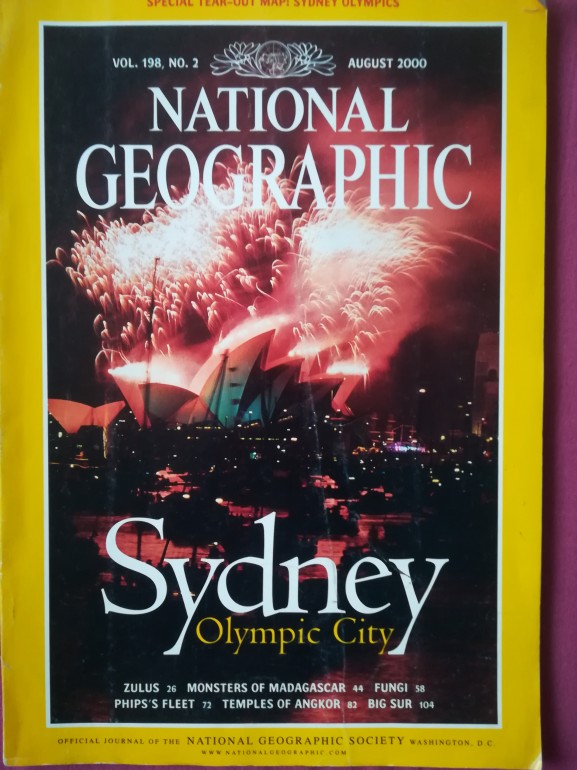 SPECIAL TEAR-OUT MAP! SYDNEY OLYMPICS
VOL. 198, NO. 2 AUGUST 2000
NATIONAL
GEOGRAPHIC
Sydney
Olympic City
ZULUS 26 MONSTERS OF MADAGASCAR 44 FUNGI 58
PHIPS'S FLEET 72 TEMPLES OF ANGKOR 82 BIG SUR 104
OFFICIAL JOURNAL OF THE NATIONAL GEOGRAPHIC SOCIETY WASHINGTON, D.C.
WWW.NATIONALGEOGRAPHIC.COM